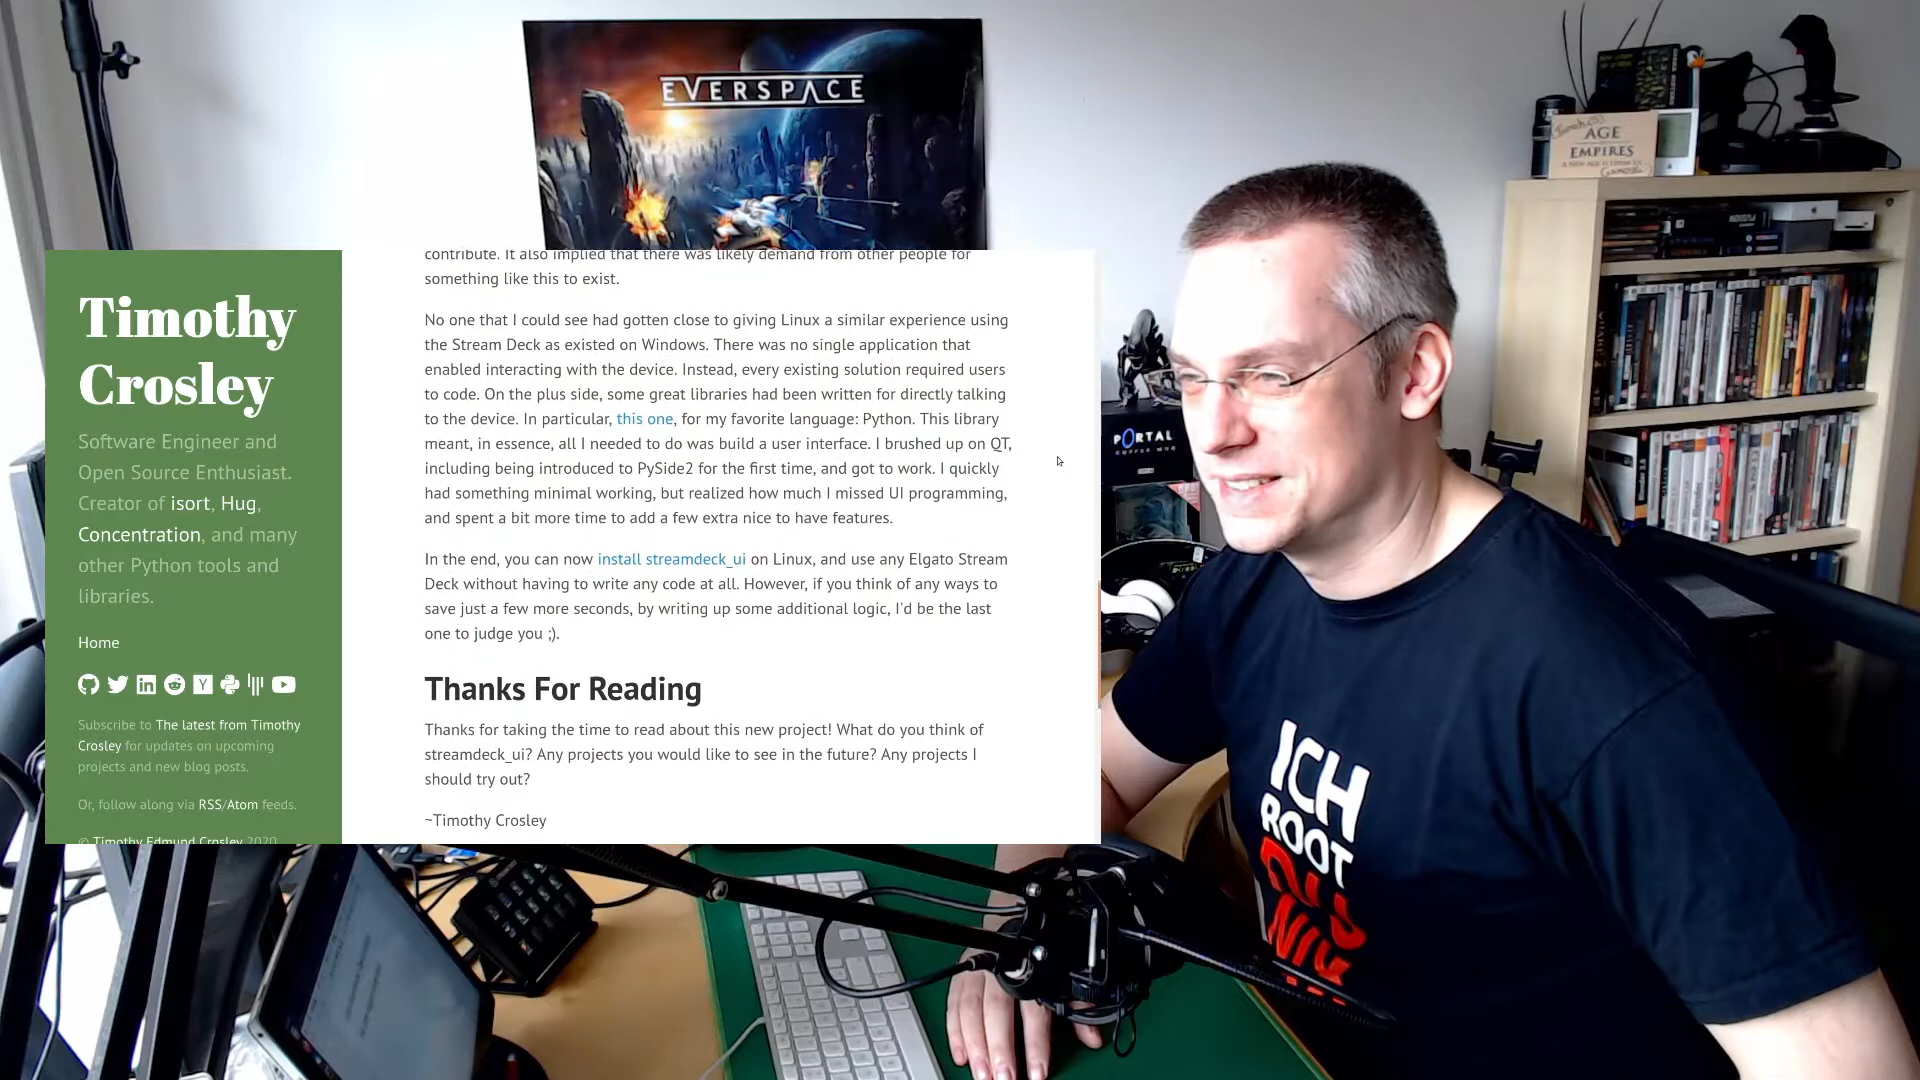 EVERSPACE
AGE
EMPIRES
PORTAL
Timothy
Crosley
Software Engineer and
Open Source Enthusiast.
Creator of isort, Hug,
Concentration, and many
other Python tools and
libraries.
Home
Subscribe to The latest from Timothy
Crosley for updates on upcoming
projects and new blog posts.
Or, follow along via RSS/Atom feeds.
© Timothy Edmund Crosley 2020
contribute. It also implied that there was likely demand from other people for
something like this to exist.
No one that I could see had gotten close to giving Linux a similar experience using
the Stream Deck as existed on Windows. There was no single application that
enabled interacting with the device. Instead, every existing solution required users
to code. On the plus side, some great libraries had been written for directly talking
to the device. In particular, this one, for my favorite language: Python. This library
meant, in essence, all I needed to do was build a user interface. I brushed up on QT,
including being introduced to PySide2 for the first time, and got to work. I quickly
had something minimal working, but realized how much I missed UI programming,
and spent a bit more time to add a few extra nice to have features.
In the end, you can now install streamdeck_ui on Linux, and use any Elgato Stream
Deck without having to write any code at all. However, if you think of any ways to
save just a few more seconds, by writing up some additional logic, I'd be the last
one to judge you ;).
Thanks For Reading
Thanks for taking the time to read about this new project! What do you think of
streamdeck_ui? Any projects you would like to see in the future? Any projects I
should try out?
~Timothy Crosley
ICH
ROOT